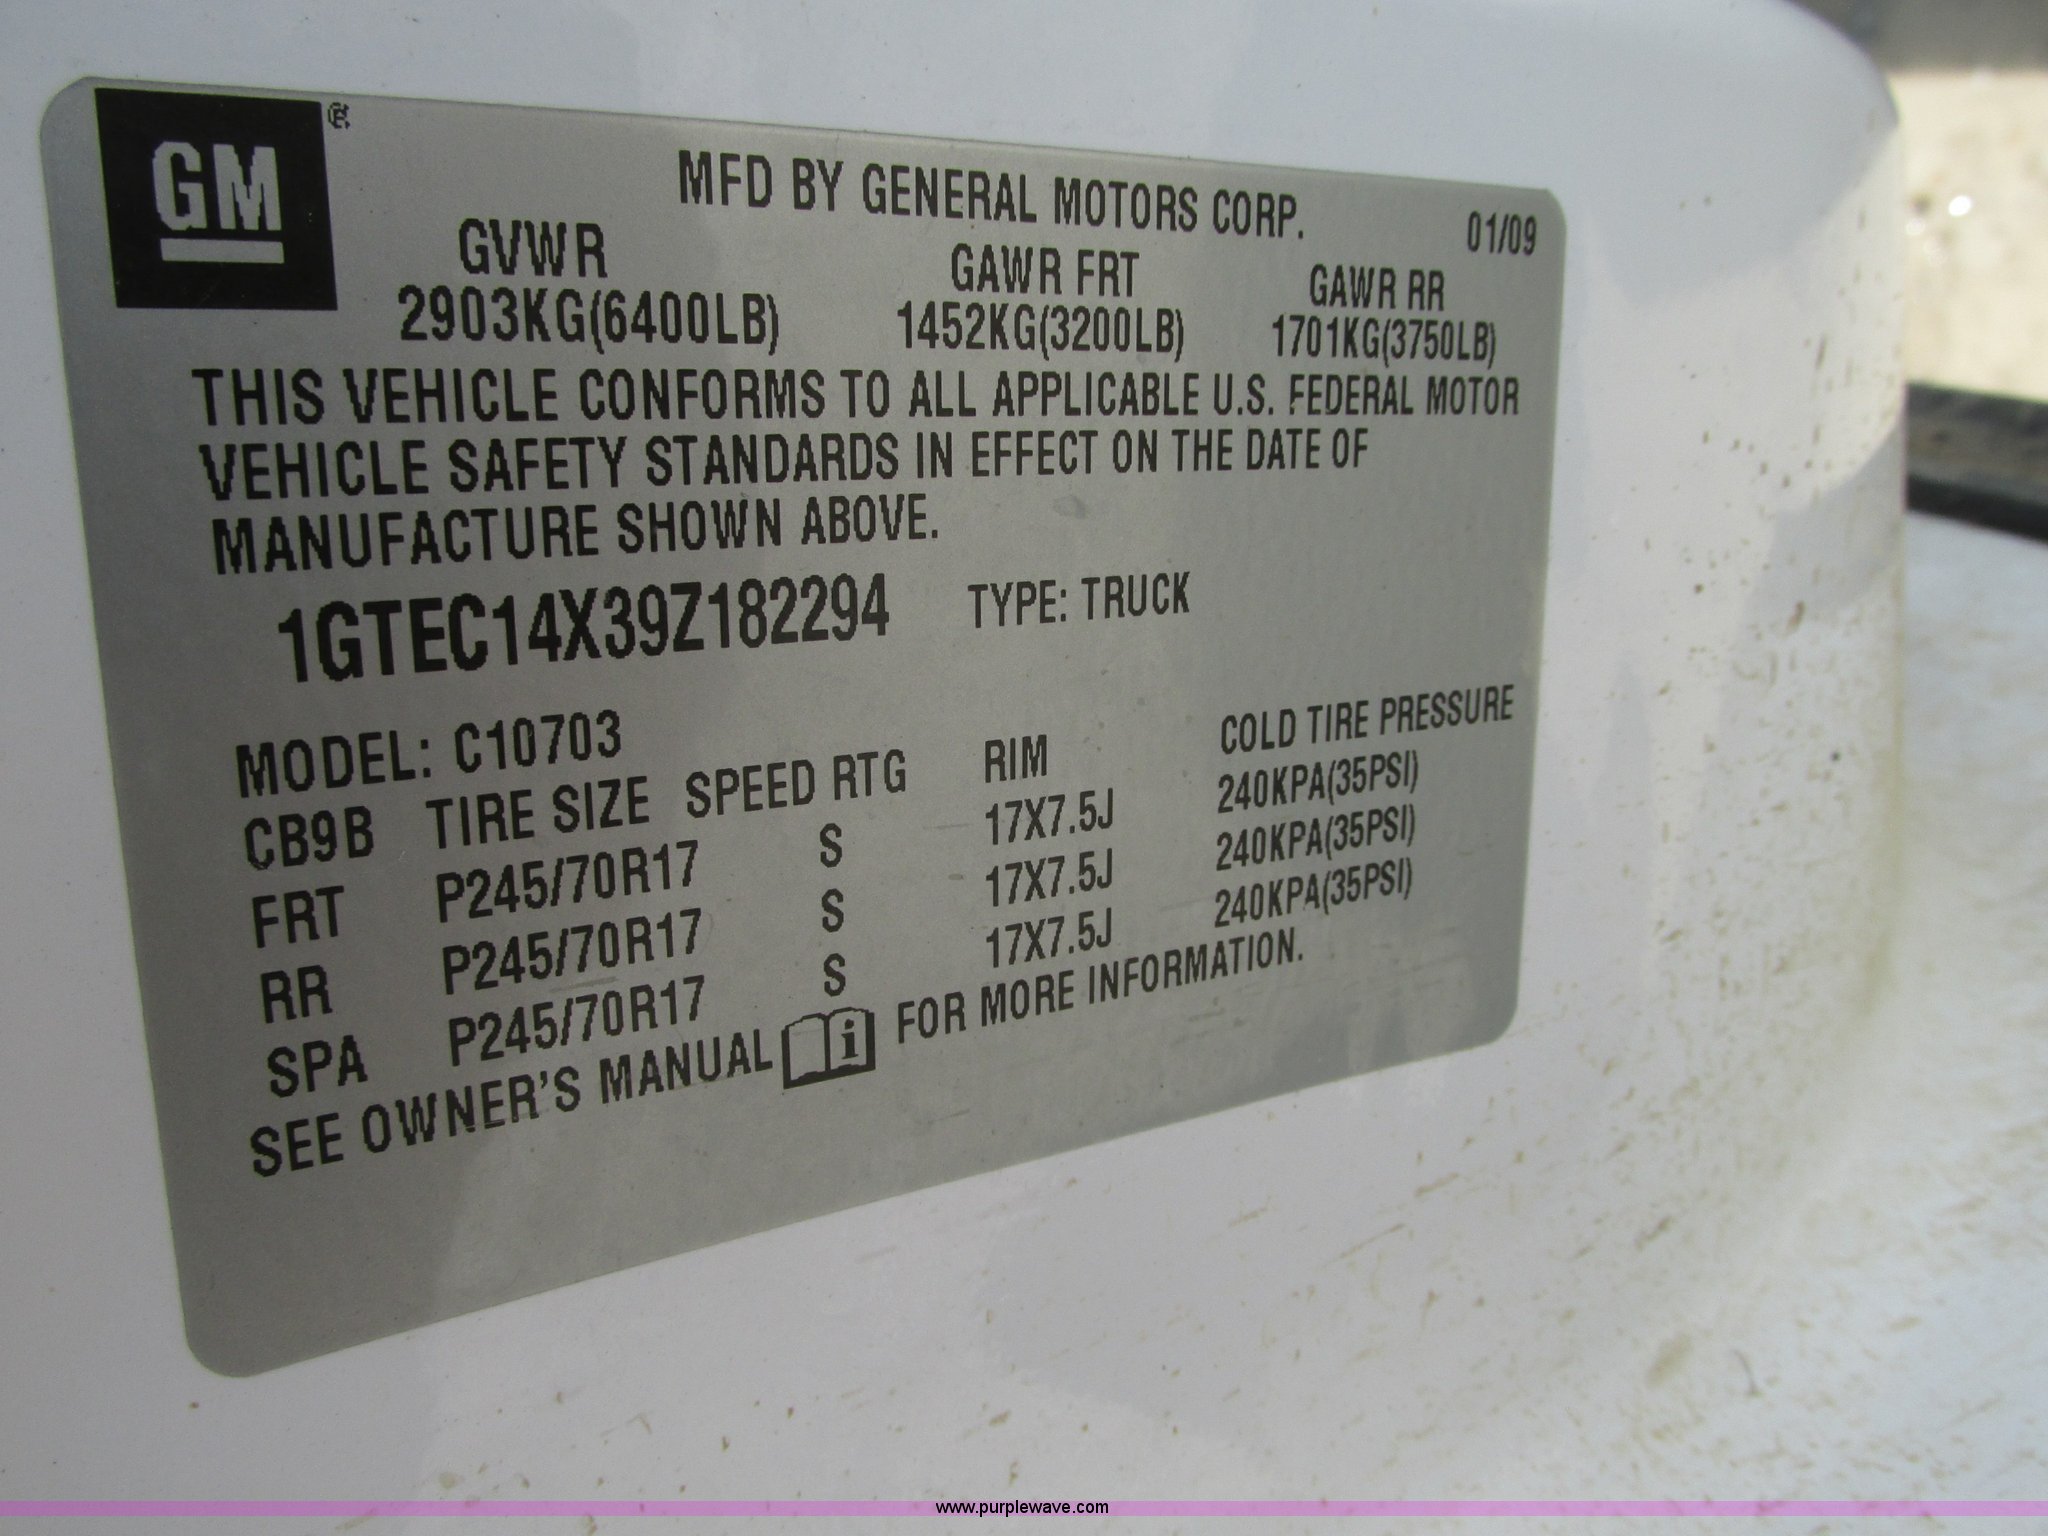 GM ®
MFD BY GENERAL MOTORS CORP.
01/09
GVWR GAWR FRT GAWR RR
2903KG(6400LB) 1452KG(3200LB) 1701KG(3750LB)
THIS VEHICLE CONFORMS TO ALL APPLICABLE U.S. FEDERAL MOTOR
VEHICLE SAFETY STANDARDS IN EFFECT ON THE DATE OF
MANUFACTURE SHOWN ABOVE.
1GTEC14X39Z182294 TYPE: TRUCK
MODEL: C10703
CB9B TIRE SIZE SPEED RTG RIM COLD TIRE PRESSURE
FRT P245/70R17 S 17X7.5J 240KPA(35PSI)
RR P245/70R17 S 17X7.5J 240KPA(35PSI)
SPA P245/70R17 S 17X7.5J 240KPA(35PSI)
SEE OWNER'S MANUAL i FOR MORE INFORMATION.
www.purplewave.com